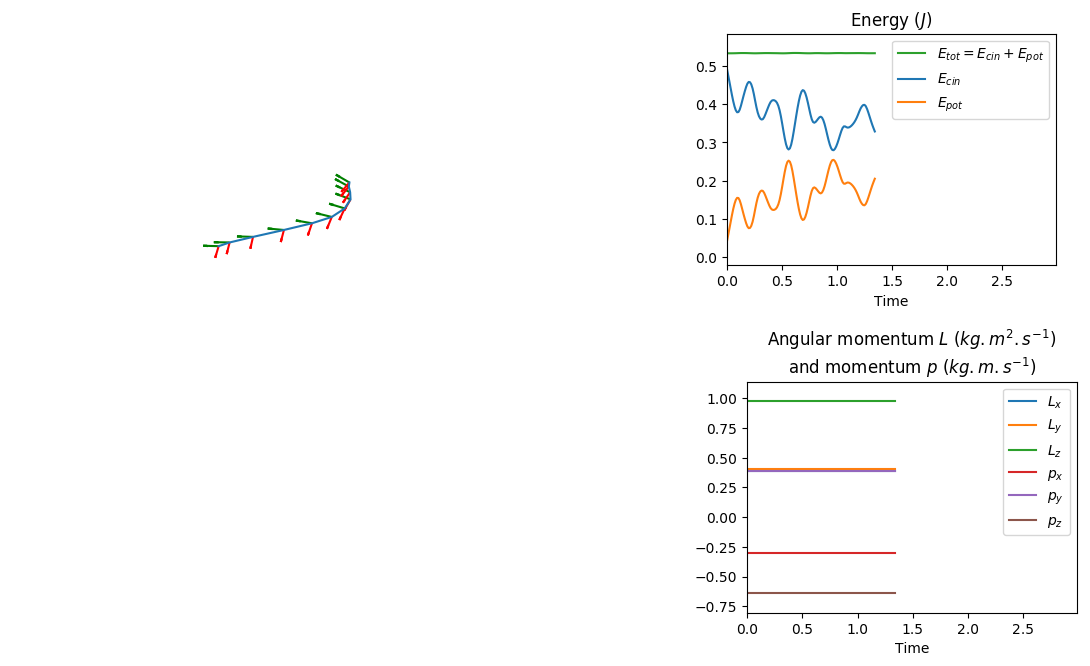 Energy (J)
E_tot = E_cin + E_pot
E_cin
E_pot
0.5
0.4
0.3
0.2
0.1
0.0
0.0 0.5 1.0 1.5 2.0 2.5
Time
Angular momentum L (kg.m².s⁻¹)
and momentum p (kg.m.s⁻¹)
1.00
0.75
0.50
0.25
0.00
−0.25
−0.50
−0.75
L_x
L_y
L_z
p_x
p_y
p_z
0.0 0.5 1.0 1.5 2.0 2.5
Time